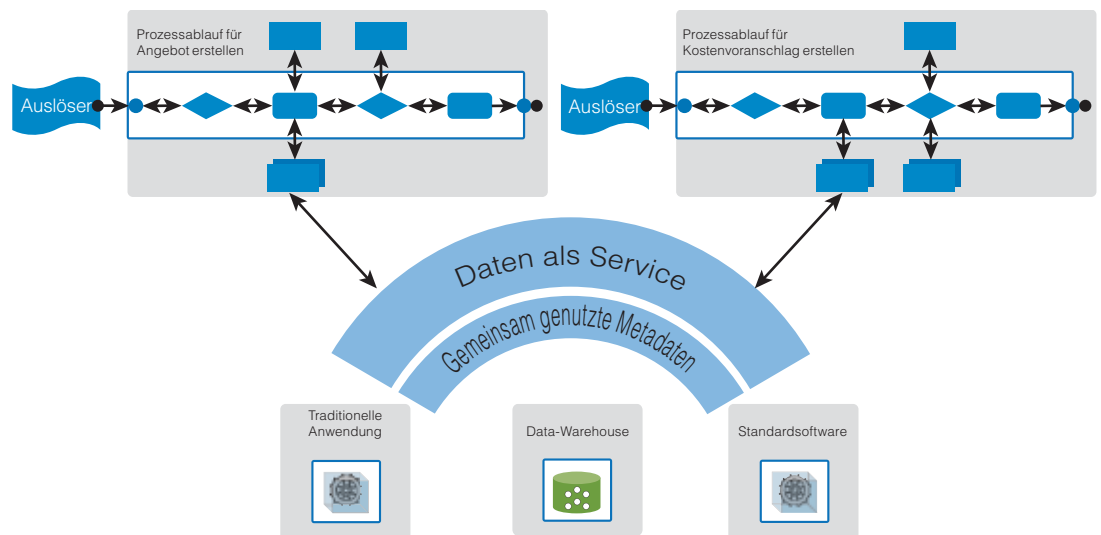 Prozessablauf für
Angebot erstellen
Auslöser
Prozessablauf für
Kostenvoranschlag erstellen
Auslöser
Daten als Service
Gemeinsam genutzte Metadaten
Traditionelle
Anwendung
Data-Warehouse
Standardsoftware